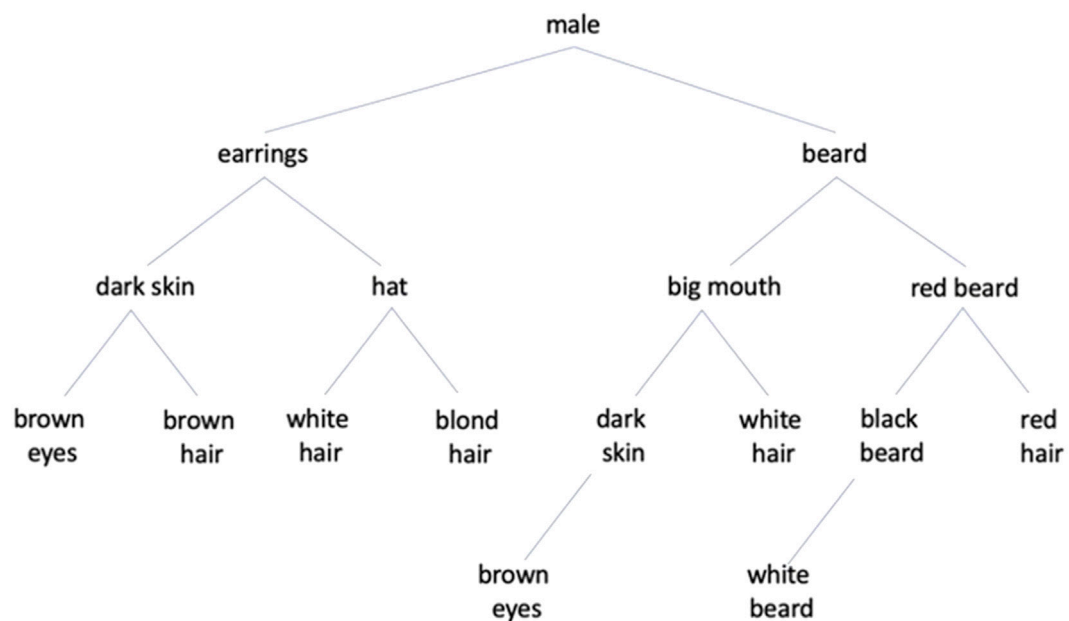 male
earrings
beard
dark skin
hat
big mouth
red beard
brown
eyes
brown
hair
white
hair
blond
hair
dark
skin
white
hair
black
beard
red
hair
brown
eyes
white
beard